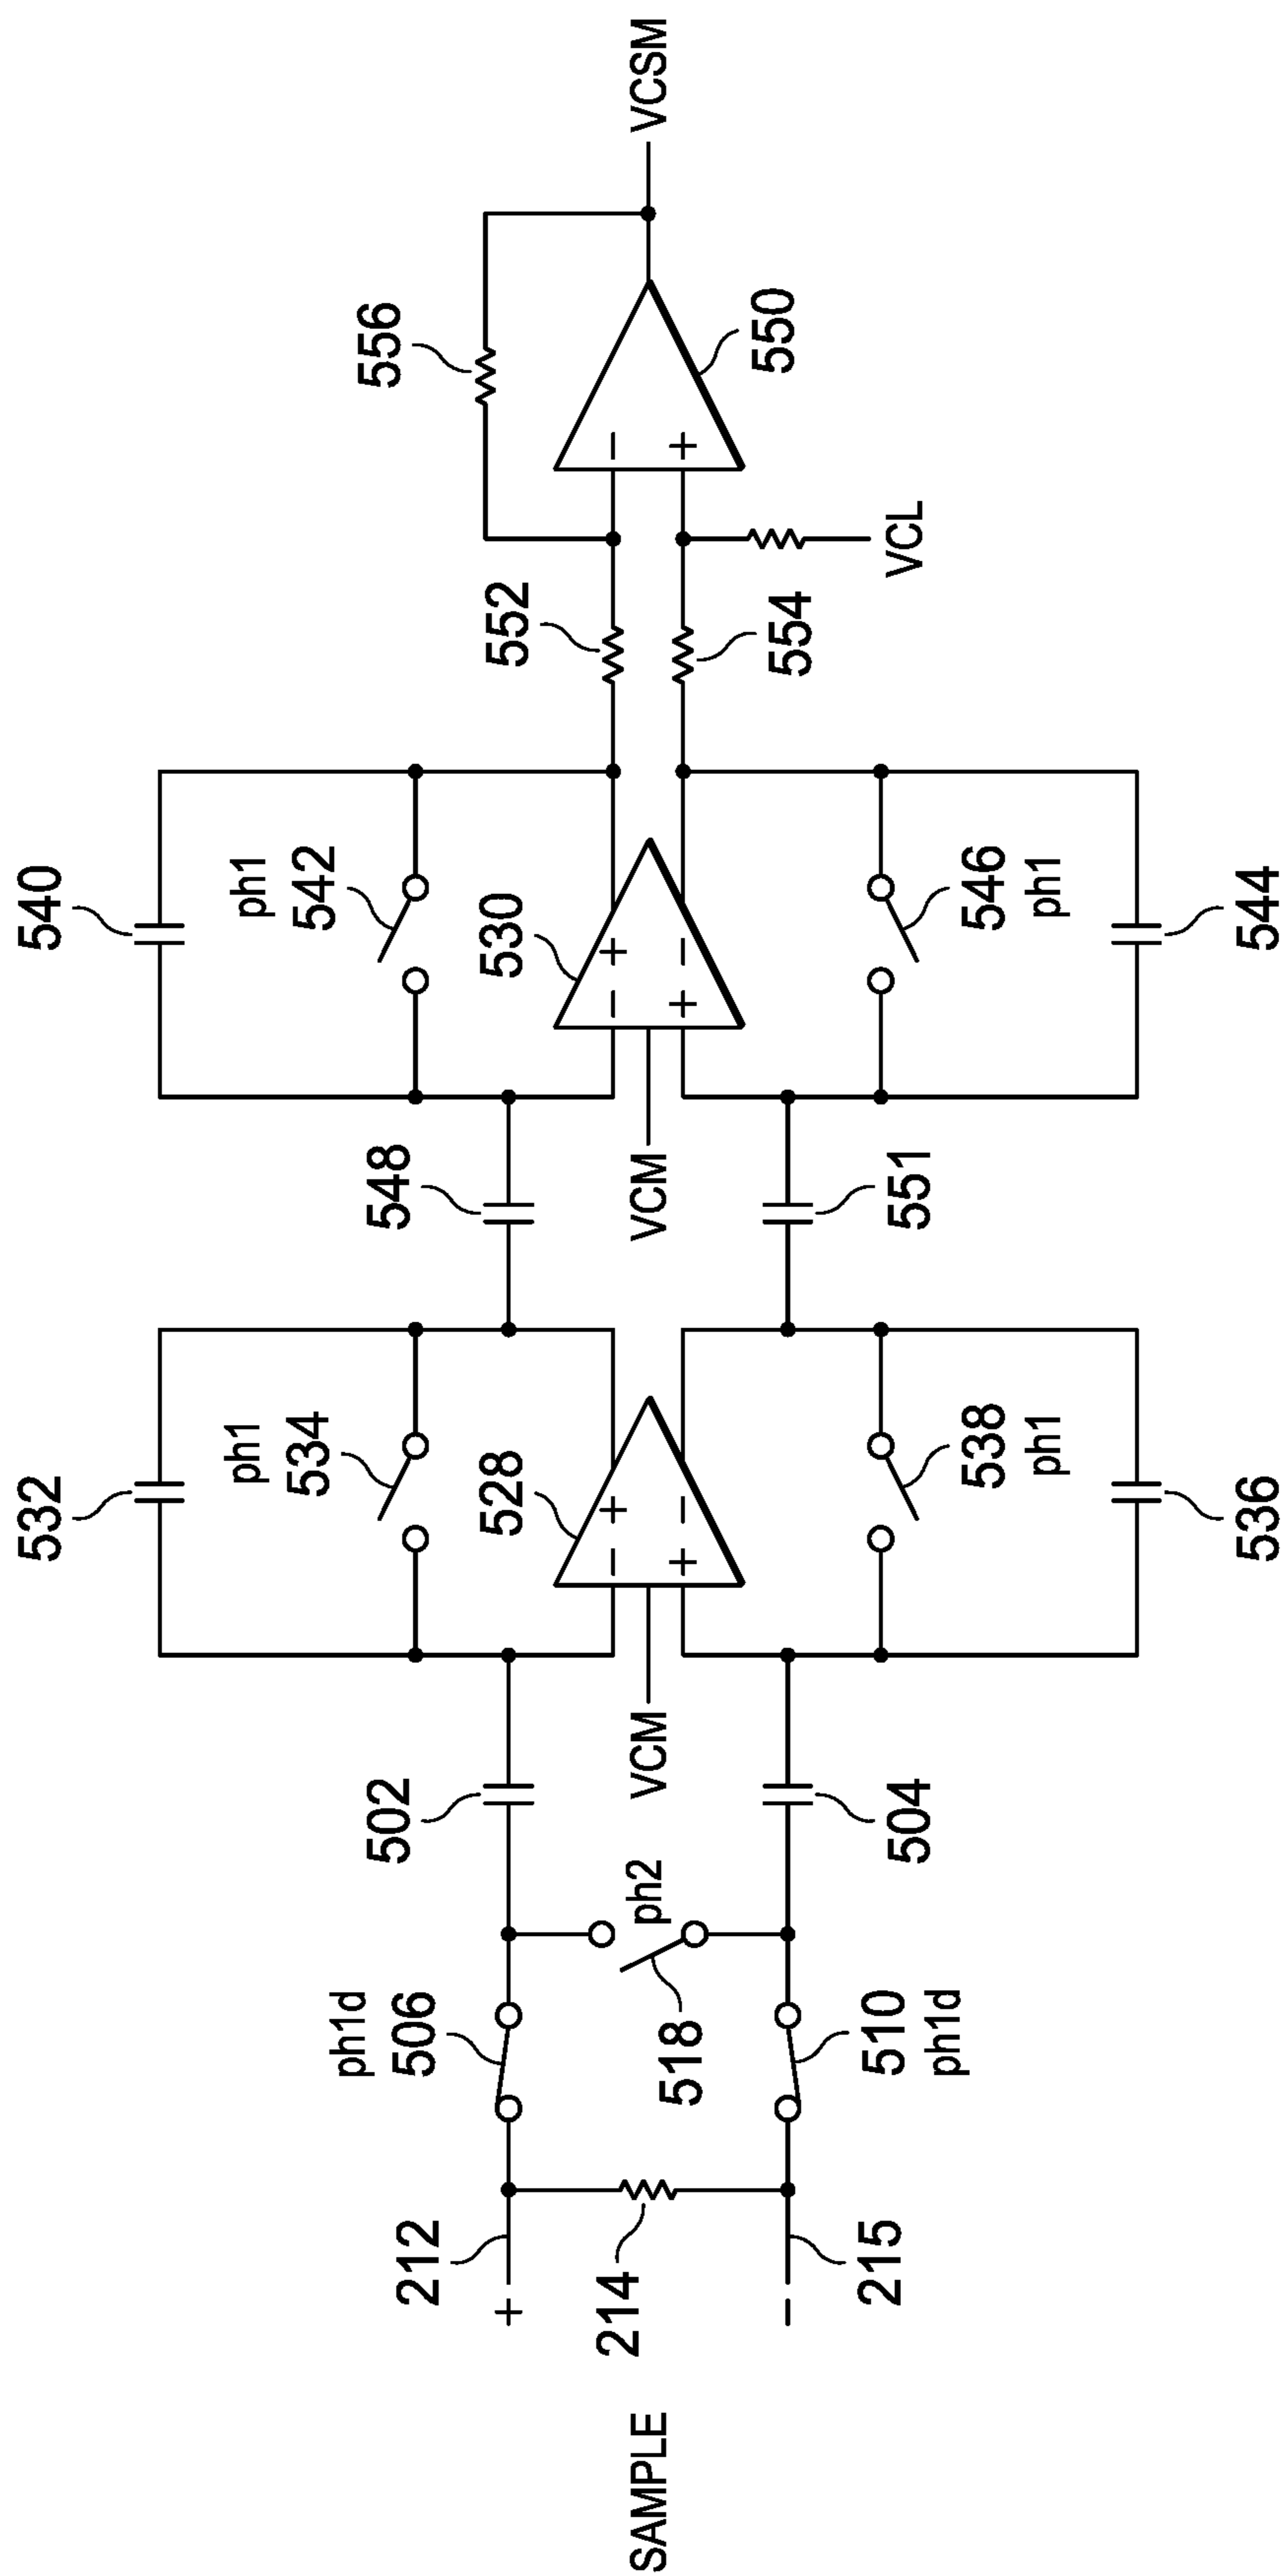 540
532
ph1
542
ph1
534
556
VCSM
548
530
552
502
528
ph1d
506
212
+
− +
− +
−
550
ph2
VCM
VCM
+ −
+ −
+
SAMPLE
214
518
−
554
VCL
551
504
510
ph1d
215
546
ph1
538
ph1
544
536